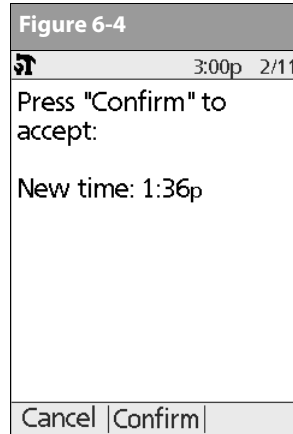 Figure 6-4
3:00p 2/11
Press "Confirm" to
accept:
New time: 1:36p
Cancel Confirm